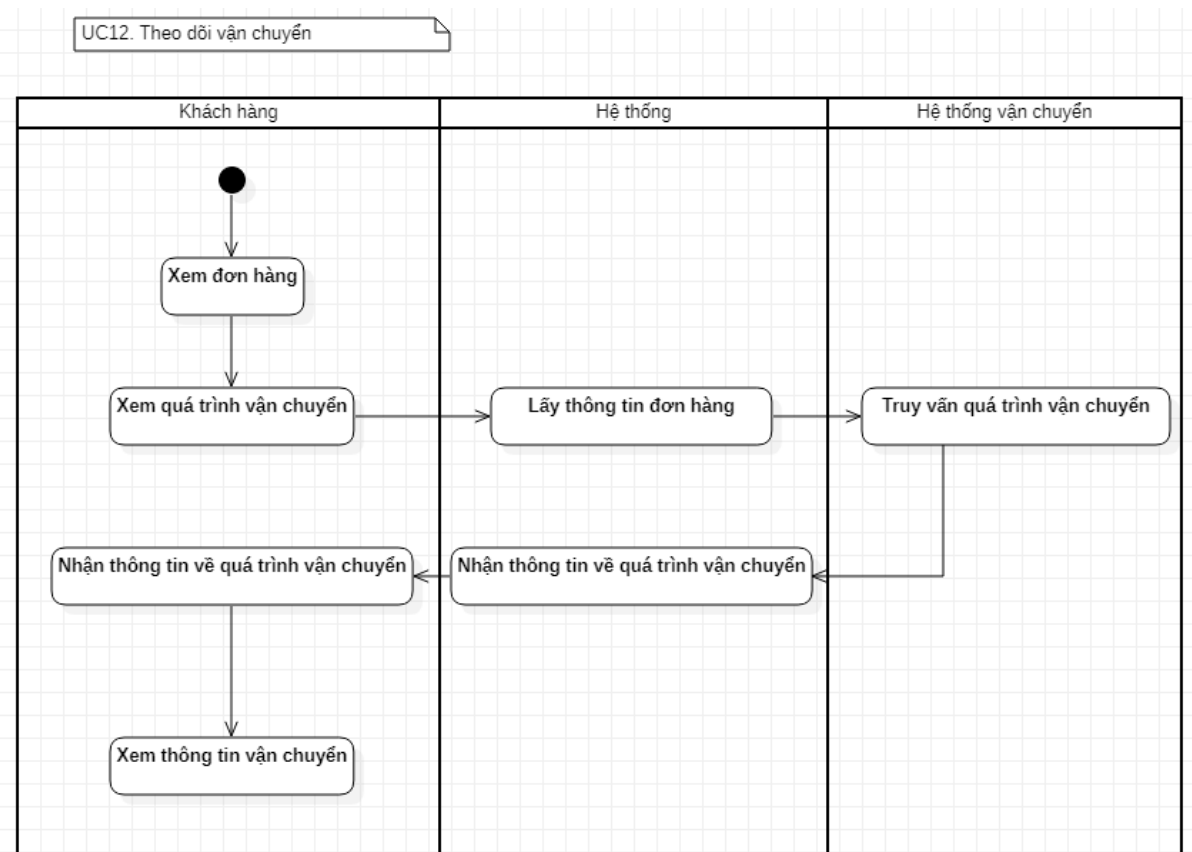 UC12. Theo dõi vận chuyển
Khách hàng
Hệ thống
Hệ thống vận chuyển
Xem đơn hàng
Xem quá trình vận chuyển
Lấy thông tin đơn hàng
Truy vấn quá trình vận chuyển
Nhận thông tin về quá trình vận chuyển
Nhận thông tin về quá trình vận chuyển
Xem thông tin vận chuyển